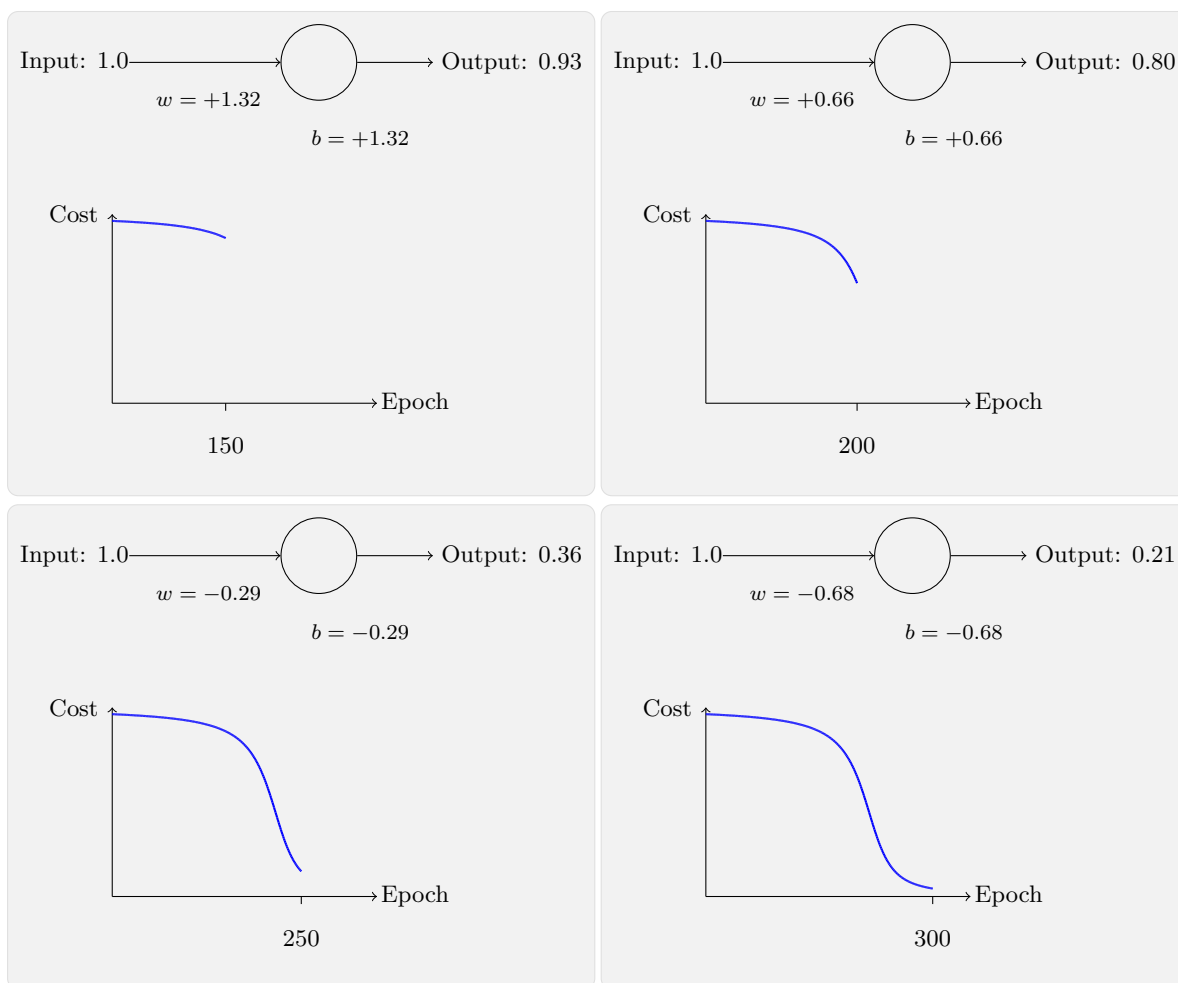 Input: 1.0
Output: 0.93
w = +1.32
b = +1.32
Cost
Epoch
150
Input: 1.0
Output: 0.80
w = +0.66
b = +0.66
Cost
Epoch
200
Input: 1.0
Output: 0.36
w = −0.29
b = −0.29
Cost
Epoch
250
Input: 1.0
Output: 0.21
w = −0.68
b = −0.68
Cost
Epoch
300